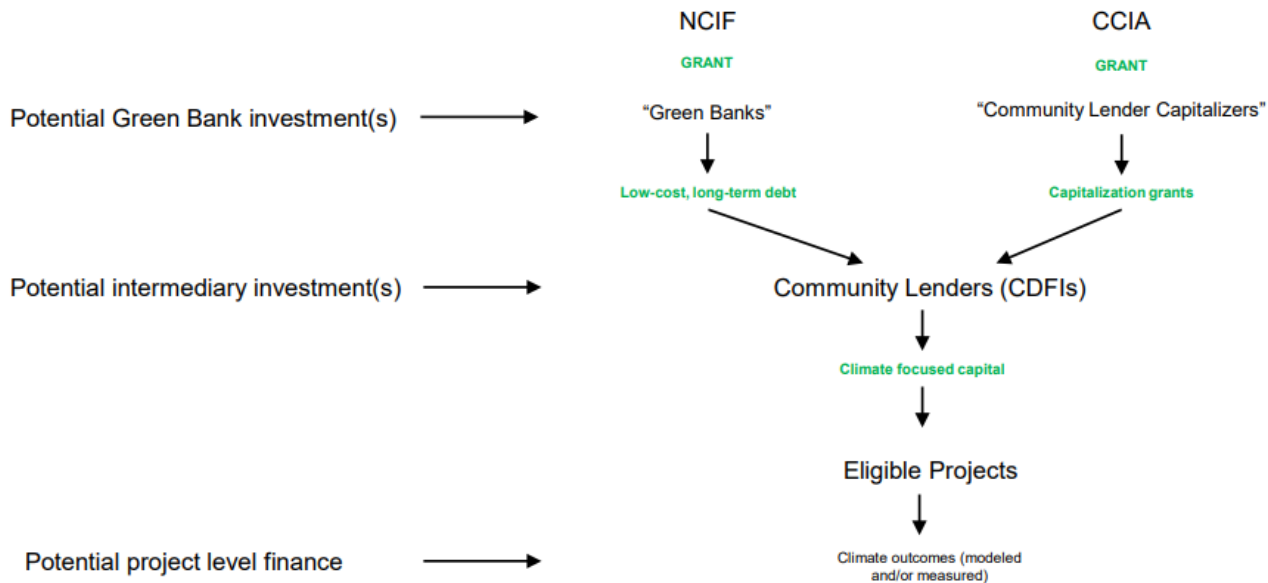 NCIF
CCIA
GRANT
GRANT
Potential Green Bank investment(s)
“Green Banks”
“Community Lender Capitalizers”
Low-cost, long-term debt
Capitalization grants
Potential intermediary investment(s)
Community Lenders (CDFIs)
Climate focused capital
Eligible Projects
Potential project level finance
Climate outcomes (modeled
and/or measured)